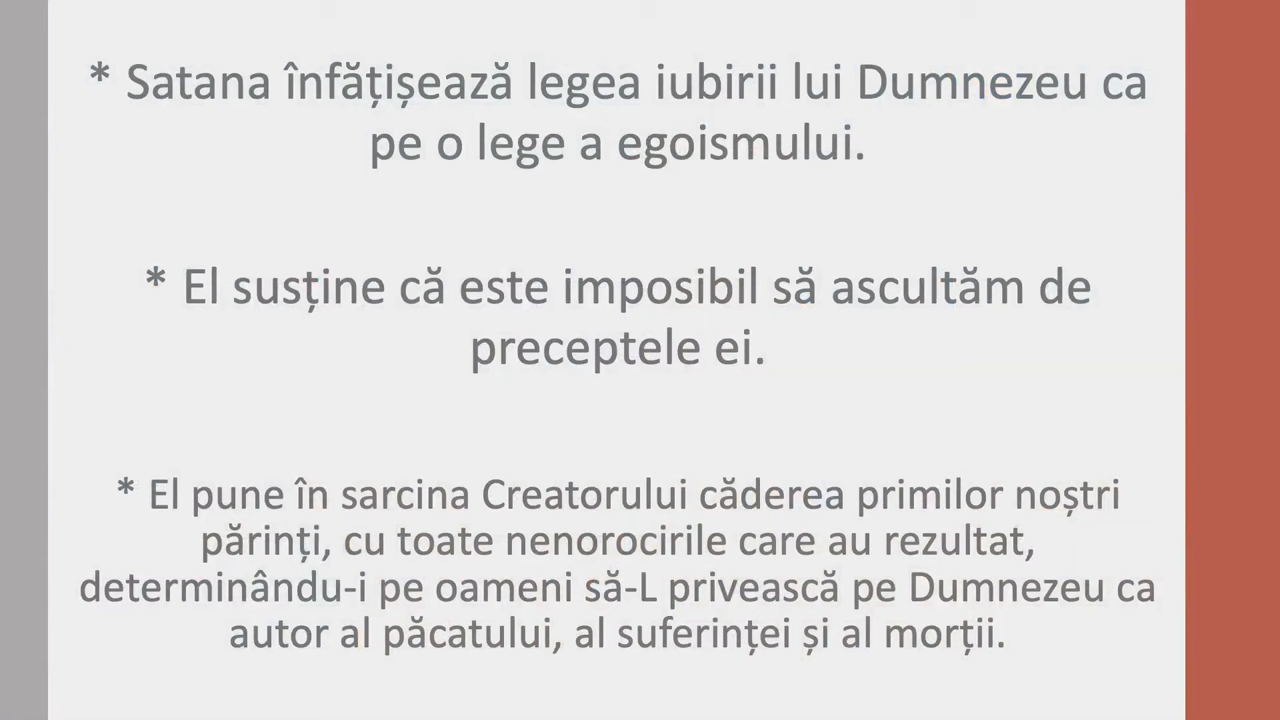 * Satana înfățișează legea iubirii lui Dumnezeu ca
pe o lege a egoismului.
* El susține că este imposibil să ascultăm de
preceptele ei.
* El pune în sarcina Creatorului căderea primilor noștri
părinți, cu toate nenorocirile care au rezultat,
determinându-i pe oameni să-L privească pe Dumnezeu ca
autor al păcatului, al suferinței și al morții.